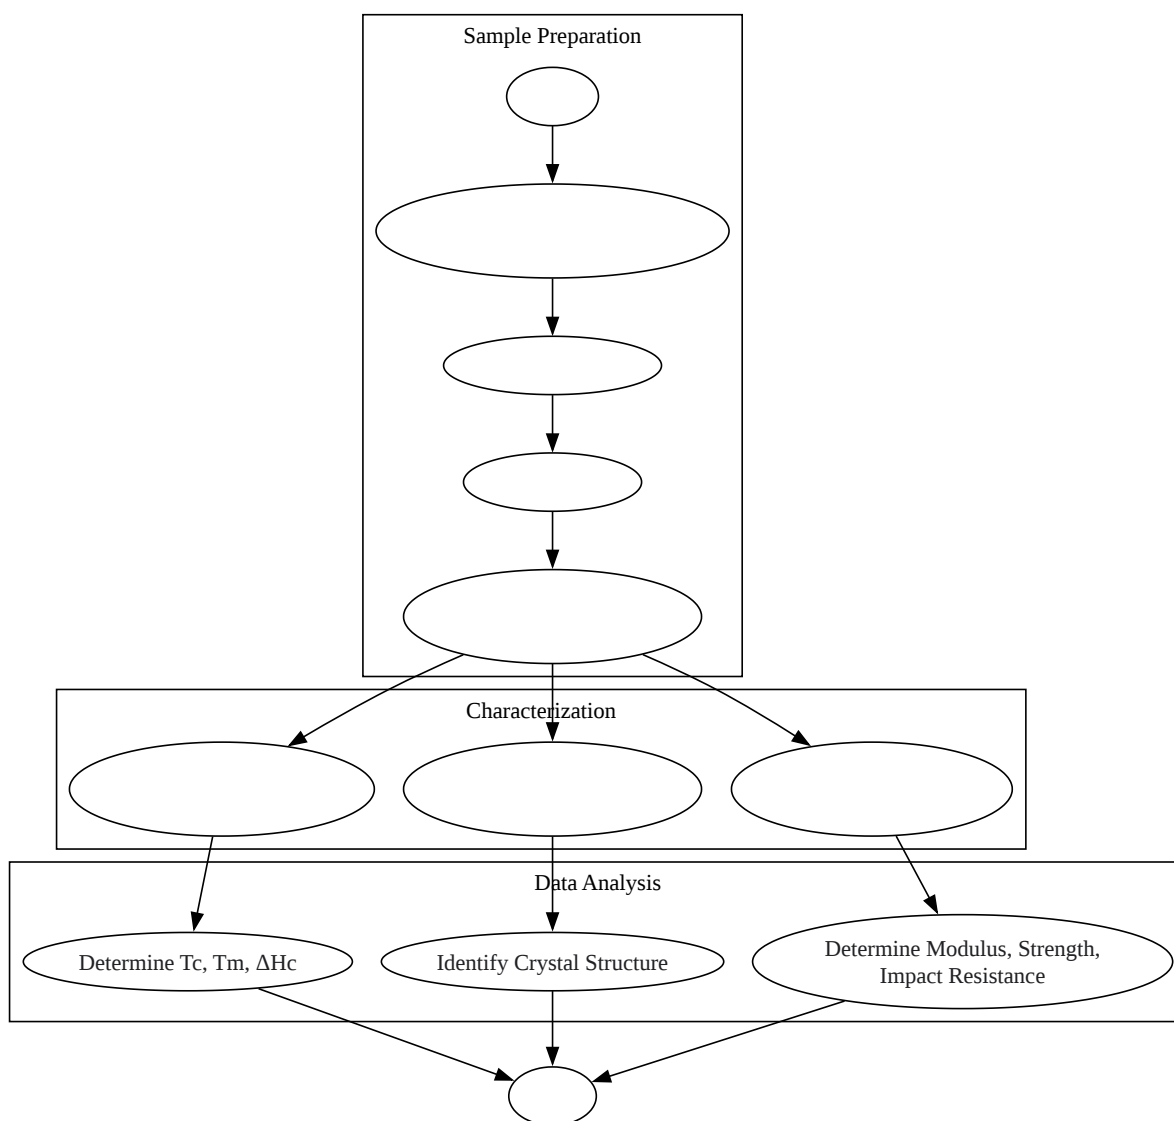 Sample Preparation
Characterization
Data Analysis
Determine Tc, Tm, ΔHc
Identify Crystal Structure
Determine Modulus, Strength,
Impact Resistance